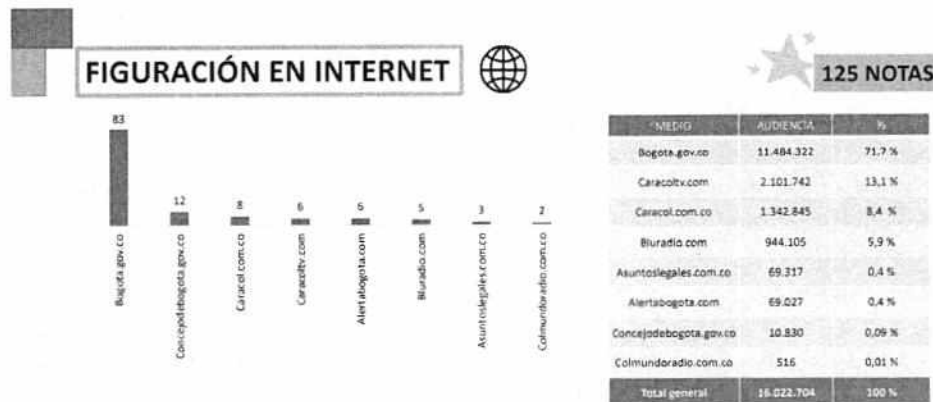 FIGURACIÓN EN INTERNET
125 NOTAS
83
12
8
6
6
5
3
2
Bogota.gov.co
Concejodebogota.gov.co
Caracol.com.co
Caracoltv.com
Alertabogota.com
Bluradio.com
Asuntoslegales.com.co
Colmundoradio.com.co
MEDIO AUDIENCIA %
Bogota.gov.co 11.484.322 71,7 %
Caracoltv.com 2.101.742 13,1 %
Caracol.com.co 1.342.845 8,4 %
Bluradio.com 944.105 5,9 %
Asuntoslegales.com.co 69.317 0,4 %
Alertabogota.com 69.027 0,4 %
Concejodebogota.gov.co 10.830 0,09 %
Colmundoradio.com.co 516 0,01 %
Total general 16.022.704 100 %